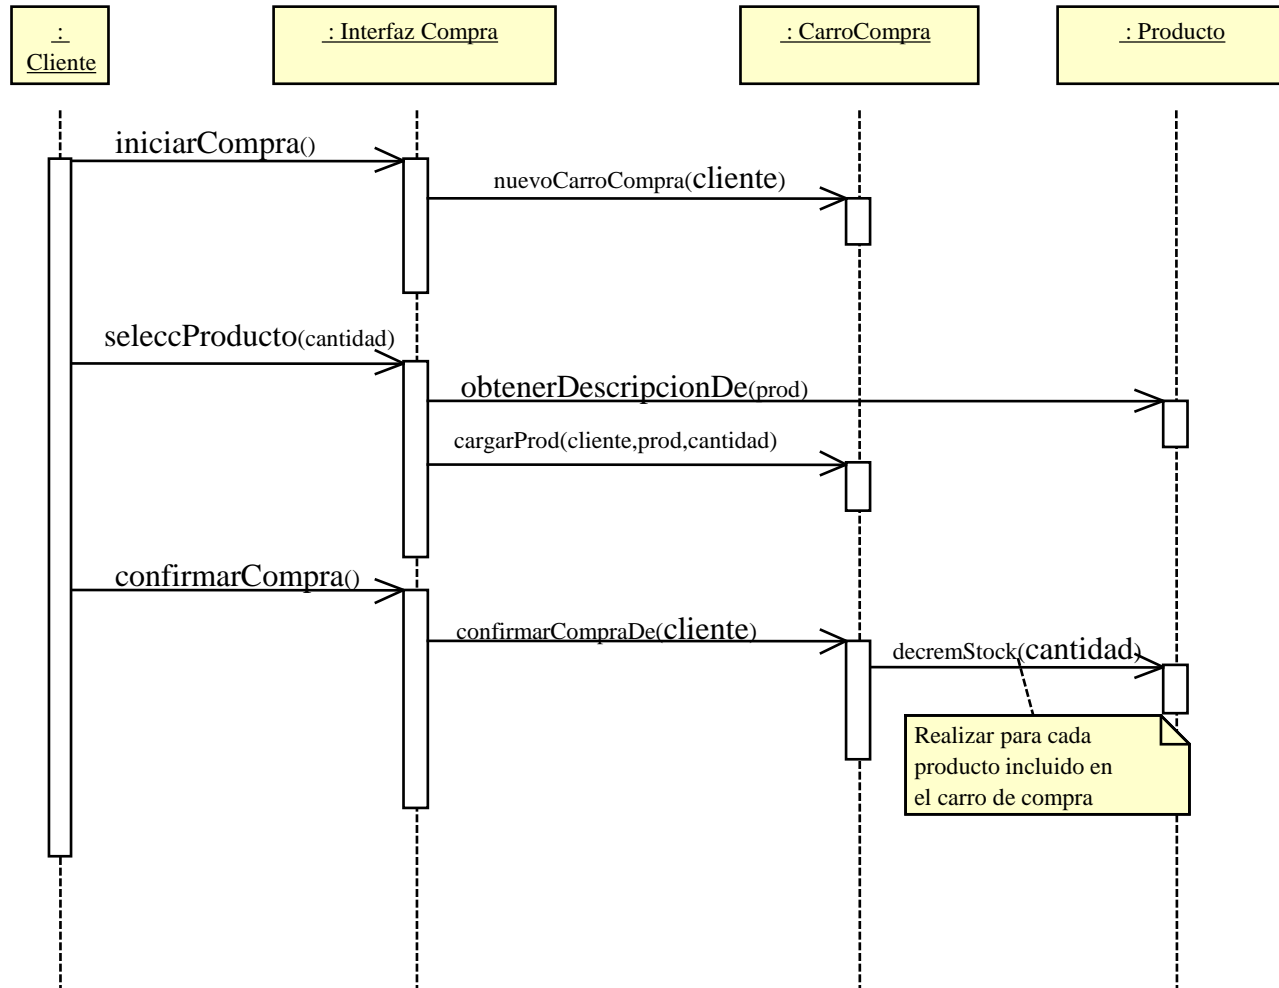 :
Cliente
: Interfaz Compra
: CarroCompra
: Producto
iniciarCompra()
nuevoCarroCompra(cliente)
seleccProducto(cantidad)
obtenerDescripcionDe(prod)
cargarProd(cliente,prod,cantidad)
confirmarCompra()
confirmarCompraDe(cliente)
decremStock(cantidad)
Realizar para cada
producto incluido en
el carro de compra